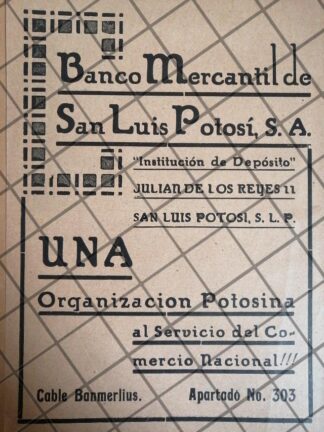 Banco Mercantil de
San Luis Potosí, S. A.
"Institución de Depósito"
JULIAN DE LOS REYES 11
SAN LUIS POTOSI, S. L. P.
UNA
Organizacion Potosina
al Servicio del Co-
mercio Nacional!!!
Cable Banmerlius. Apartado No. 303